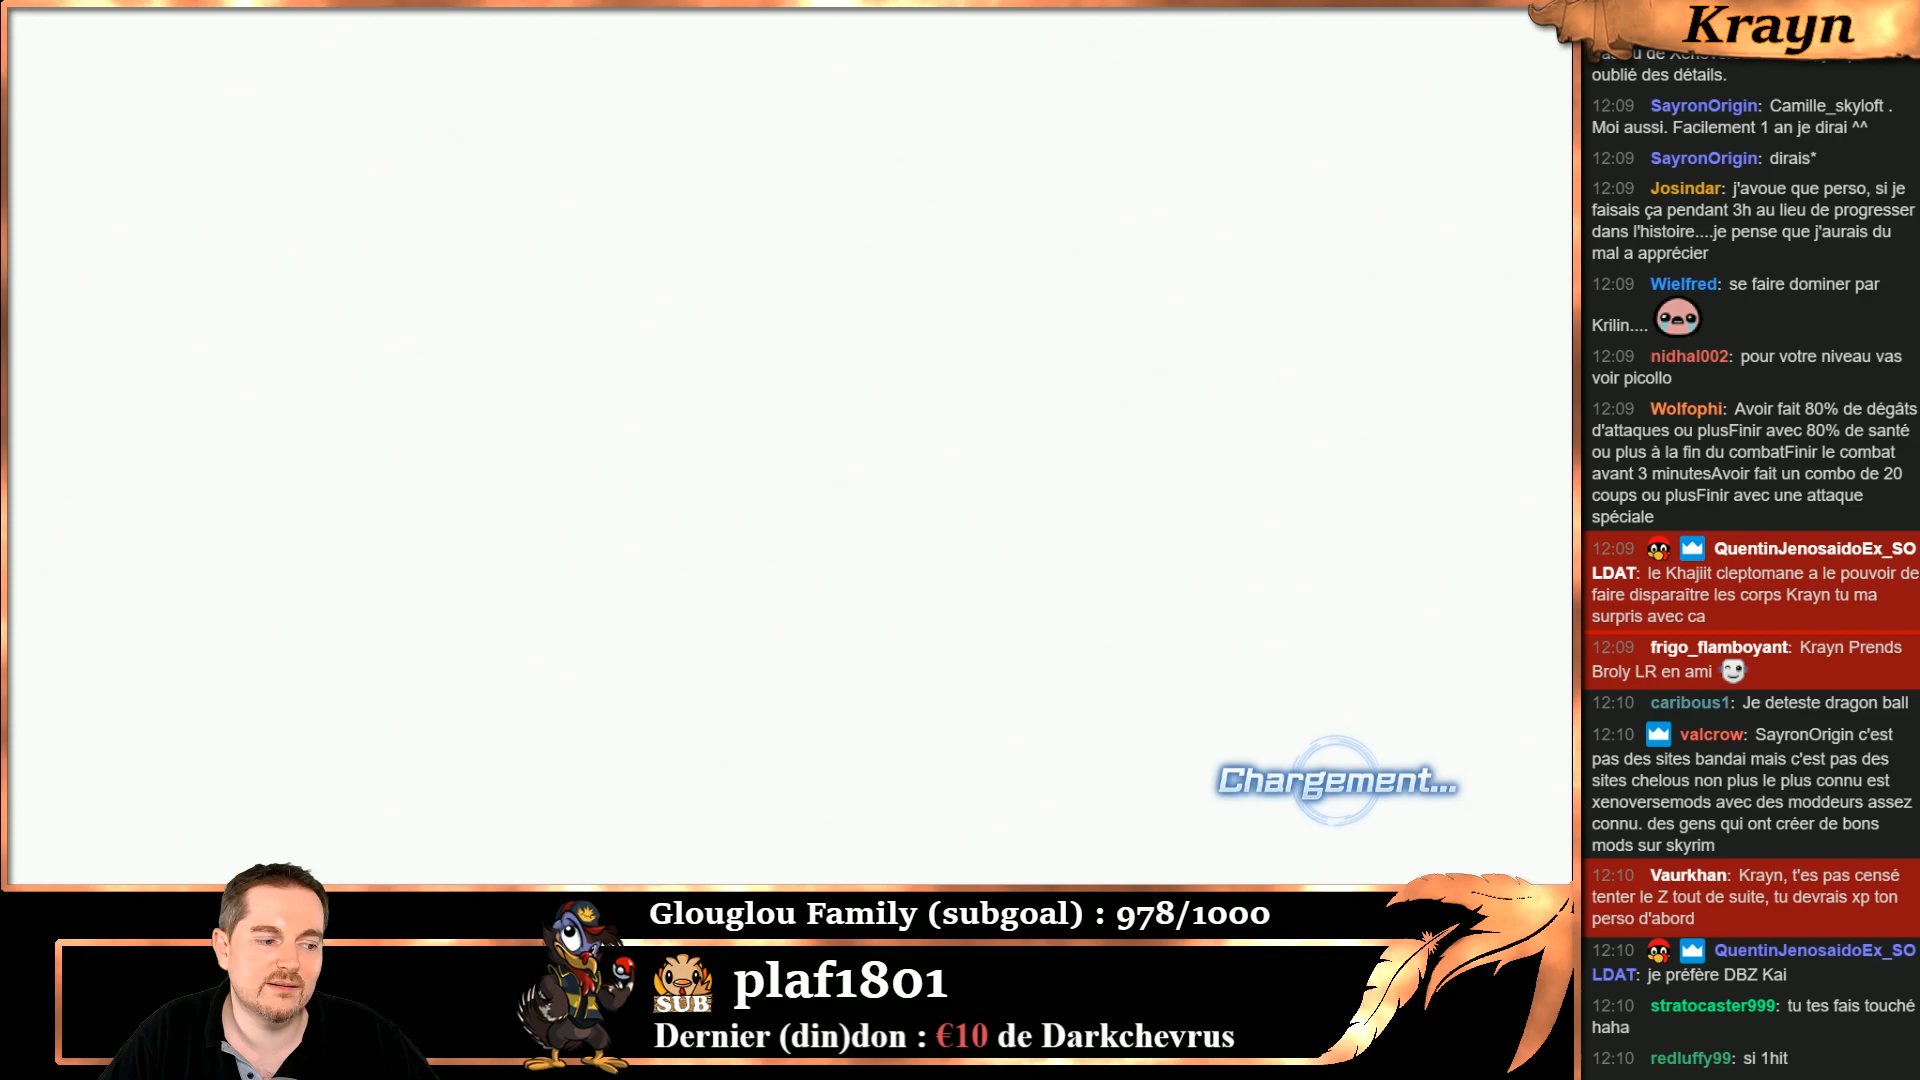 Krayn
oublié des détails.
12:09 SayronOrigin: Camille_skyloft .
Moi aussi. Facilement 1 an je dirai ^^
12:09 SayronOrigin: dirais*
12:09 Josindar: j'avoue que perso, si je
faisais ça pendant 3h au lieu de progresser
dans l'histoire....je pense que j'aurais du
mal a apprécier
12:09 Wielfred: se faire dominer par
Krilin....
12:09 nidhal002: pour votre niveau vas
voir picollo
12:09 Wolfophi: Avoir fait 80% de dégâts
d'attaques ou plusFinir avec 80% de santé
ou plus à la fin du combatFinir le combat
avant 3 minutesAvoir fait un combo de 20
coups ou plusFinir avec une attaque
spéciale
12:09 QuentinJenosaidoEx_SO
LDAT: le Khajiit cleptomane a le pouvoir de
faire disparaître les corps Krayn tu ma
surpris avec ca
12:09 frigo_flamboyant: Krayn Prends
Broly LR en ami
12:10 caribous1: Je deteste dragon ball
12:10 valcrow: SayronOrigin c'est
pas des sites bandai mais c'est pas des
sites chelous non plus le plus connu est
xenoversemods avec des moddeurs assez
connu. des gens qui ont créer de bons
mods sur skyrim
12:10 Vaurkhan: Krayn, t'es pas censé
tenter le Z tout de suite, tu devrais xp ton
perso d'abord
12:10 QuentinJenosaidoEx_SO
LDAT: je préfère DBZ Kai
12:10 stratocaster999: tu tes fais touché
haha
12:10 redluffy99: si 1hit
Chargement...
Glouglou Family (subgoal) : 978/1000
SUB plaf1801
Dernier (din)don : €10 de Darkchevrus